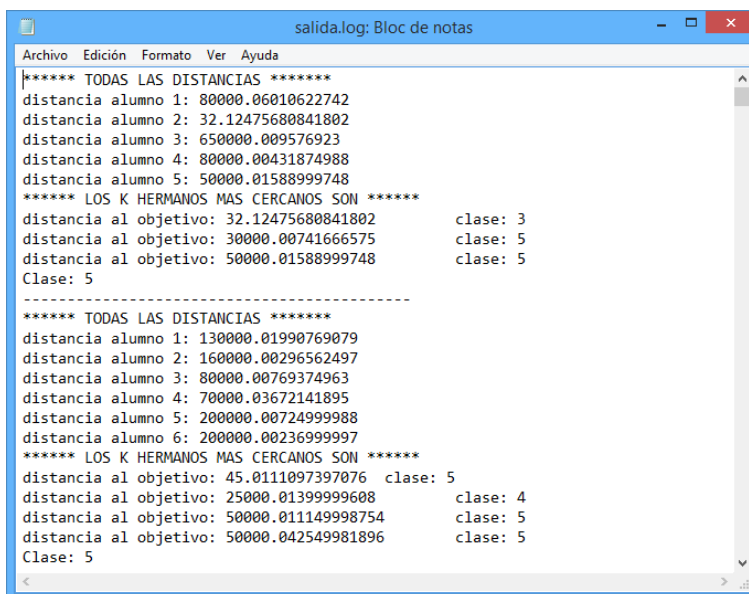 salida.log: Bloc de notas
Archivo Edición Formato Ver Ayuda
****** TODAS LAS DISTANCIAS *******
distancia alumno 1: 80000.06010622742
distancia alumno 2: 32.12475680841802
distancia alumno 3: 650000.009576923
distancia alumno 4: 80000.00431874988
distancia alumno 5: 50000.01588999748
****** LOS K HERMANOS MAS CERCANOS SON ******
distancia al objetivo: 32.12475680841802 clase: 3
distancia al objetivo: 30000.00741666575 clase: 5
distancia al objetivo: 50000.01588999748 clase: 5
Clase: 5
-------------------------------------------
****** TODAS LAS DISTANCIAS *******
distancia alumno 1: 130000.01990769079
distancia alumno 2: 160000.00296562497
distancia alumno 3: 80000.00769374963
distancia alumno 4: 70000.03672141895
distancia alumno 5: 200000.00724999988
distancia alumno 6: 200000.00236999997
****** LOS K HERMANOS MAS CERCANOS SON ******
distancia al objetivo: 45.0111097397076 clase: 5
distancia al objetivo: 25000.01399999608 clase: 4
distancia al objetivo: 50000.011149998754 clase: 5
distancia al objetivo: 50000.042549981896 clase: 5
Clase: 5